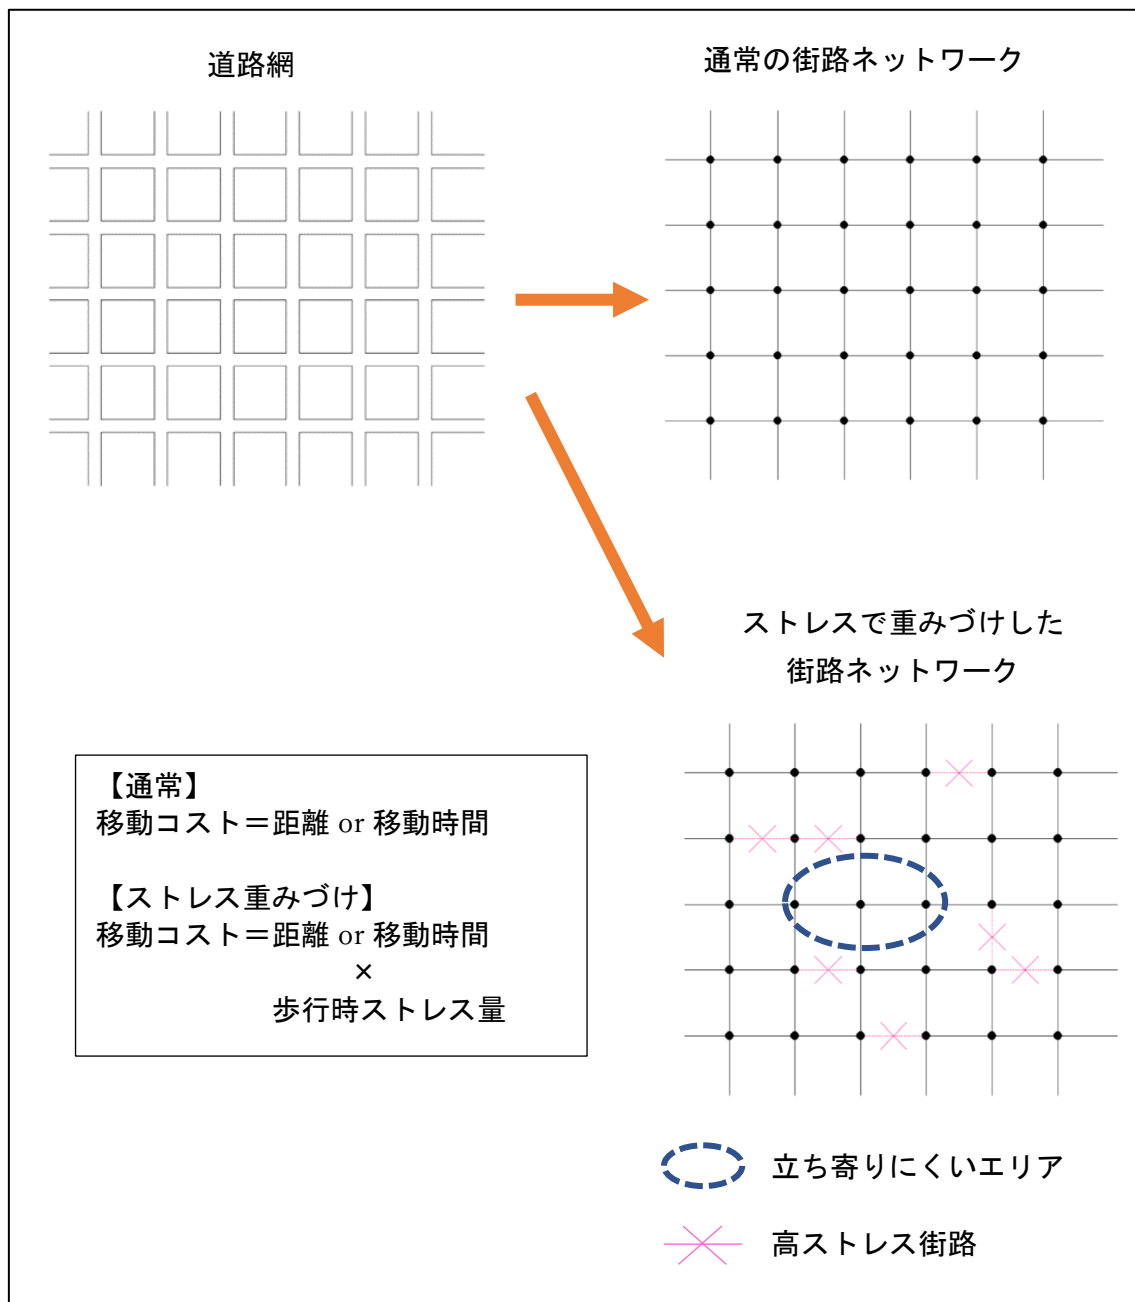 道路網
通常の街路ネットワーク
ストレスで重みづけした
街路ネットワーク
【通常】
移動コスト＝距離 or 移動時間
【ストレス重みづけ】
移動コスト＝距離 or 移動時間
×
歩行時ストレス量
立ち寄りにくいエリア
高ストレス街路